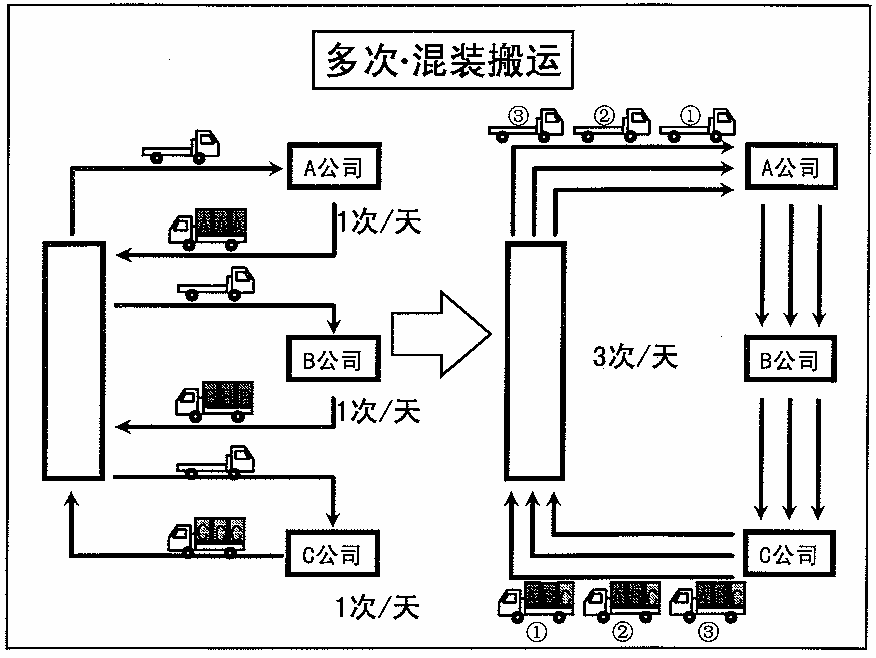 多次·混装搬运
A公司
1次/天
B公司
1次/天
C C C
C公司
1次/天
③ ② ①
A公司
3次/天
B公司
C公司
① ② ③